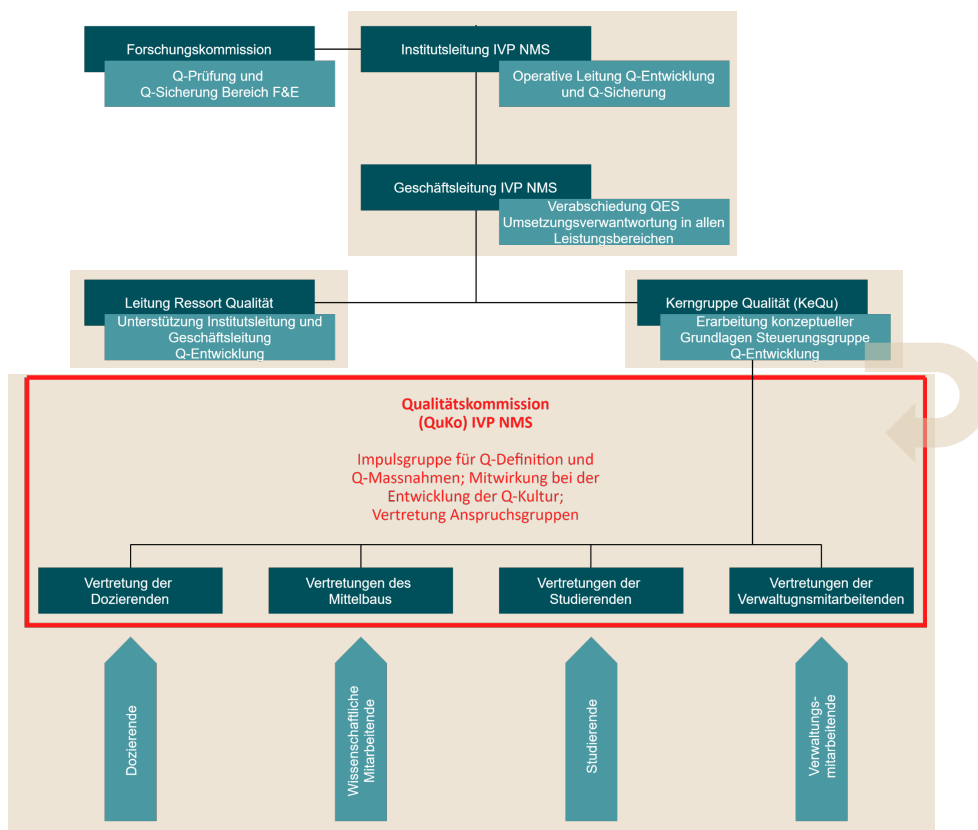 Forschungskommission
Q-Prüfung und
Q-Sicherung Bereich F&E
Institutsleitung IVP NMS
Operative Leitung Q-Entwicklung
und Q-Sicherung
Geschäftsleitung IVP NMS
Verabschiedung QES
Umsetzungsverwantwortung in allen
Leistungsbereichen
Leitung Ressort Qualität
Unterstützung Institutsleitung und
Geschäftsleitung
Q-Entwicklung
Kerngruppe Qualität (KeQu)
Erarbeitung konzeptueller
Grundlagen Steuerungsgruppe
Q-Entwicklung
Qualitätskommission
(QuKo) IVP NMS
Impulsgruppe für Q-Definition und
Q-Massnahmen; Mitwirkung bei der
Entwicklung der Q-Kultur;
Vertretung Anspruchsgruppen
Vertretung der
Dozierenden
Vertretungen des
Mittelbaus
Vertretungen der
Studierenden
Vertretungen der
Verwaltugnsmitarbeitenden
Dozierende
Wissenschaftliche
Mitarbeitende
Studierende
Verwaltungs-
mitarbeitende